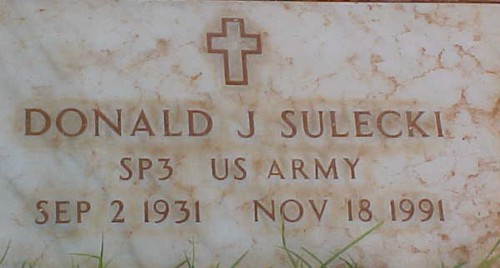 DONALD J SULECKI
SP3 US ARMY
SEP 2 1931 NOV 18 1991